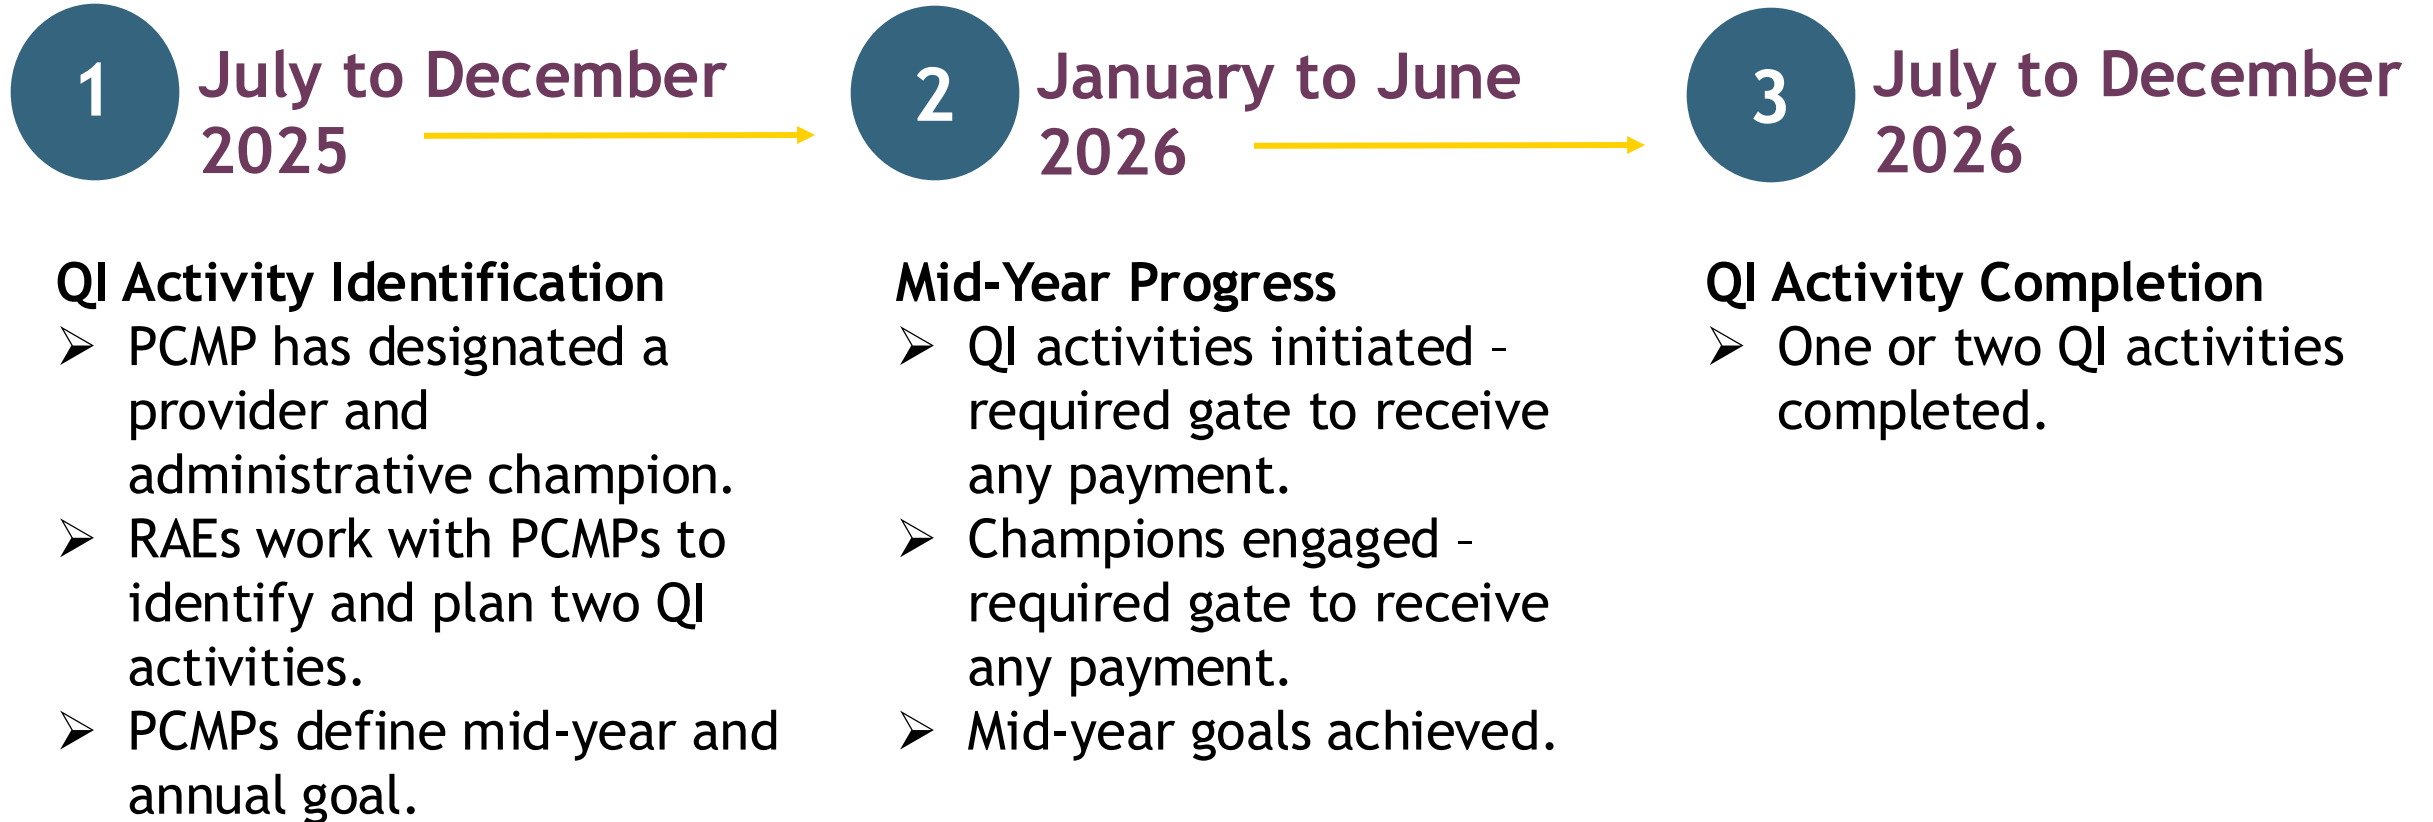 1
July to December
2025
QI Activity Identification
➢ PCMP has designated a
provider and
administrative champion.
➢ RAEs work with PCMPs to
identify and plan two QI
activities.
➢ PCMPs define mid-year and
annual goal.
2
January to June
2026
Mid-Year Progress
➢ QI activities initiated –
required gate to receive
any payment.
➢ Champions engaged –
required gate to receive
any payment.
➢ Mid-year goals achieved.
3
July to December
2026
QI Activity Completion
➢ One or two QI activities
completed.